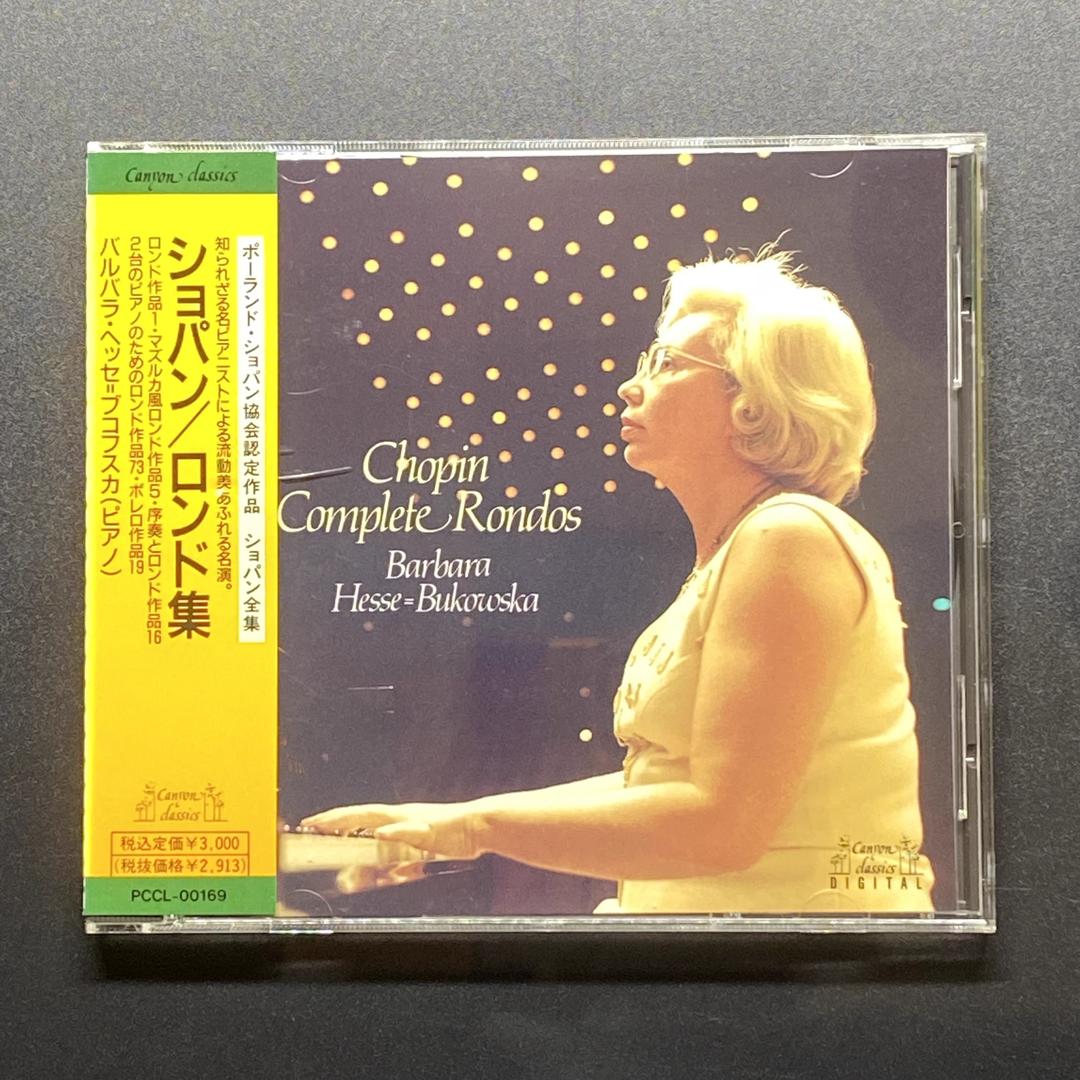 Canyon classics
ポーランド・ショパン協会認定作品 ショパン全集
知られざる名ピアニストによる流動美あふれる名演。
ショパン/ロンド集
ロンド作品1・マズルカ風ロンド作品5・序奏とロンド作品16
2台のピアノのためのロンド作品73・ボレロ作品19
バルバラ・ヘッセ=ブコフスカ(ピアノ)
Canyon
classics
税込定価¥3,000
(税抜価格¥2,913)
PCCL-00169
Chopin
Complete Rondos
Barbara
Hesse=Bukowska
Canyon
classics
DIGITAL